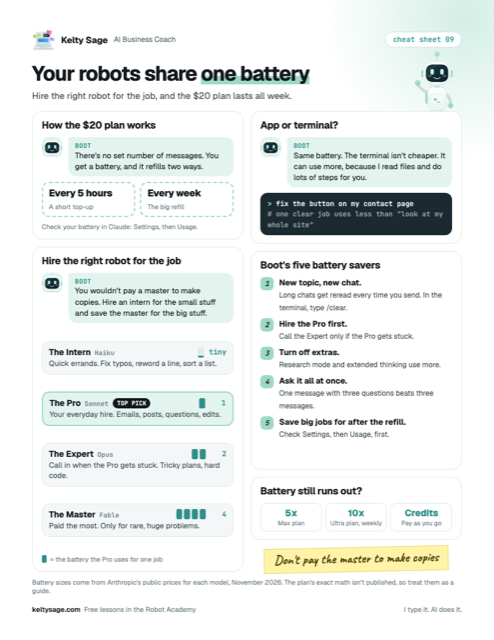 Kelty Sage AI Business Coach
cheat sheet 09
Your robots share one battery
Hire the right robot for the job, and the $20 plan lasts all week.
How the $20 plan works
BOOT
There's no set number of messages. You
get a battery, and it refills two ways.
Every 5 hours
A short top-up
Every week
The big refill
Check your battery in Claude: Settings, then Usage.
Hire the right robot for the job
BOOT
You wouldn't pay a master to make
copies. Hire an intern for the small stuff
and save the master for the big stuff.
The Intern Haiku tiny
Quick errands. Fix typos, reword a line, sort a list.
The Pro Sonnet TOP PICK 1
Your everyday hire. Emails, posts, questions, edits.
The Expert Opus 2
Call in when the Pro gets stuck. Tricky plans, hard
code.
The Master Fable 4
Paid the most. Only for rare, huge problems.
= the battery the Pro uses for one job
App or terminal?
BOOT
Same battery. The terminal isn't cheaper. It
can use more, because I read files and do
lots of steps for you.
> fix the button on my contact page
# one clear job uses less than "look at my
whole site"
Boot's five battery savers
1 New topic, new chat.
Long chats get reread every time you send. In the
terminal, type /clear.
2 Hire the Pro first.
Call the Expert only if the Pro gets stuck.
3 Turn off extras.
Research mode and extended thinking use more.
4 Ask it all at once.
One message with three questions beats three
messages.
5 Save big jobs for after the refill.
Check Settings, then Usage, first.
Battery still runs out?
5x
Max plan
10x
Ultra plan, weekly
Credits
Pay as you go
Don't pay the master to make copies
Battery sizes come from Anthropic's public prices for each model, November 2026. The plan's exact math isn't published, so treat them as a
guide.
keltysage.com Free lessons in the Robot Academy
I type it. AI does it.